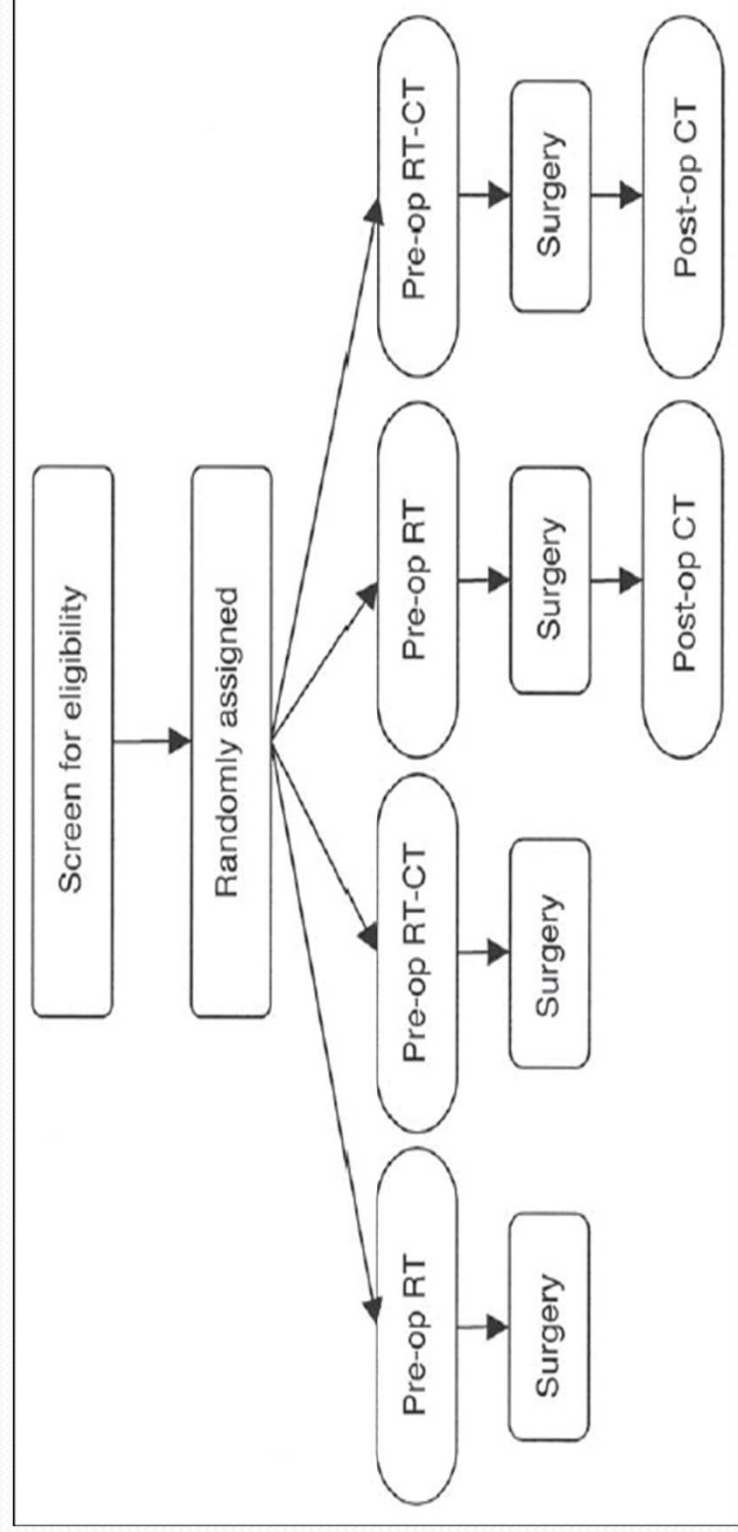 Screen for eligibility
Randomly assigned
Pre-op RT
Pre-op RT-CT
Pre-op RT
Pre-op RT-CT
Surgery
Surgery
Surgery
Surgery
Post-op CT
Post-op CT